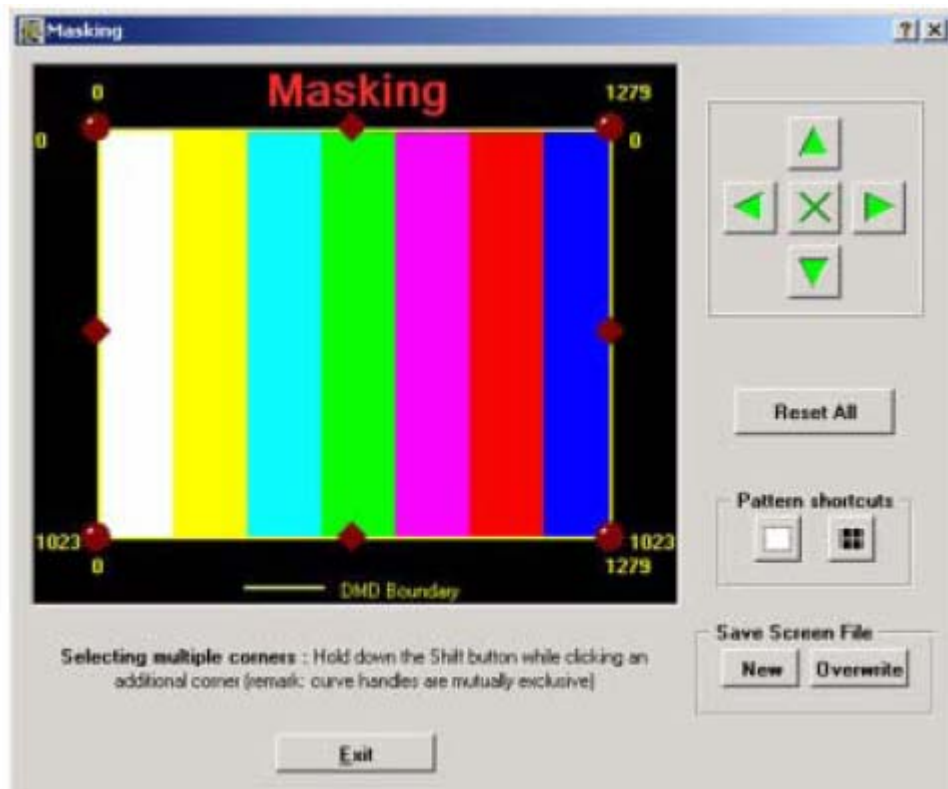 Masking
Masking
0
1279
0
0
1023
1023
0
1279
DMD Boundary
Reset All
Pattern shortcuts
Save Screen File
New
Overwrite
Selecting multiple corners : Hold down the Shift button while clicking an
additional corner (remark: curve handles are mutually exclusive)
Exit